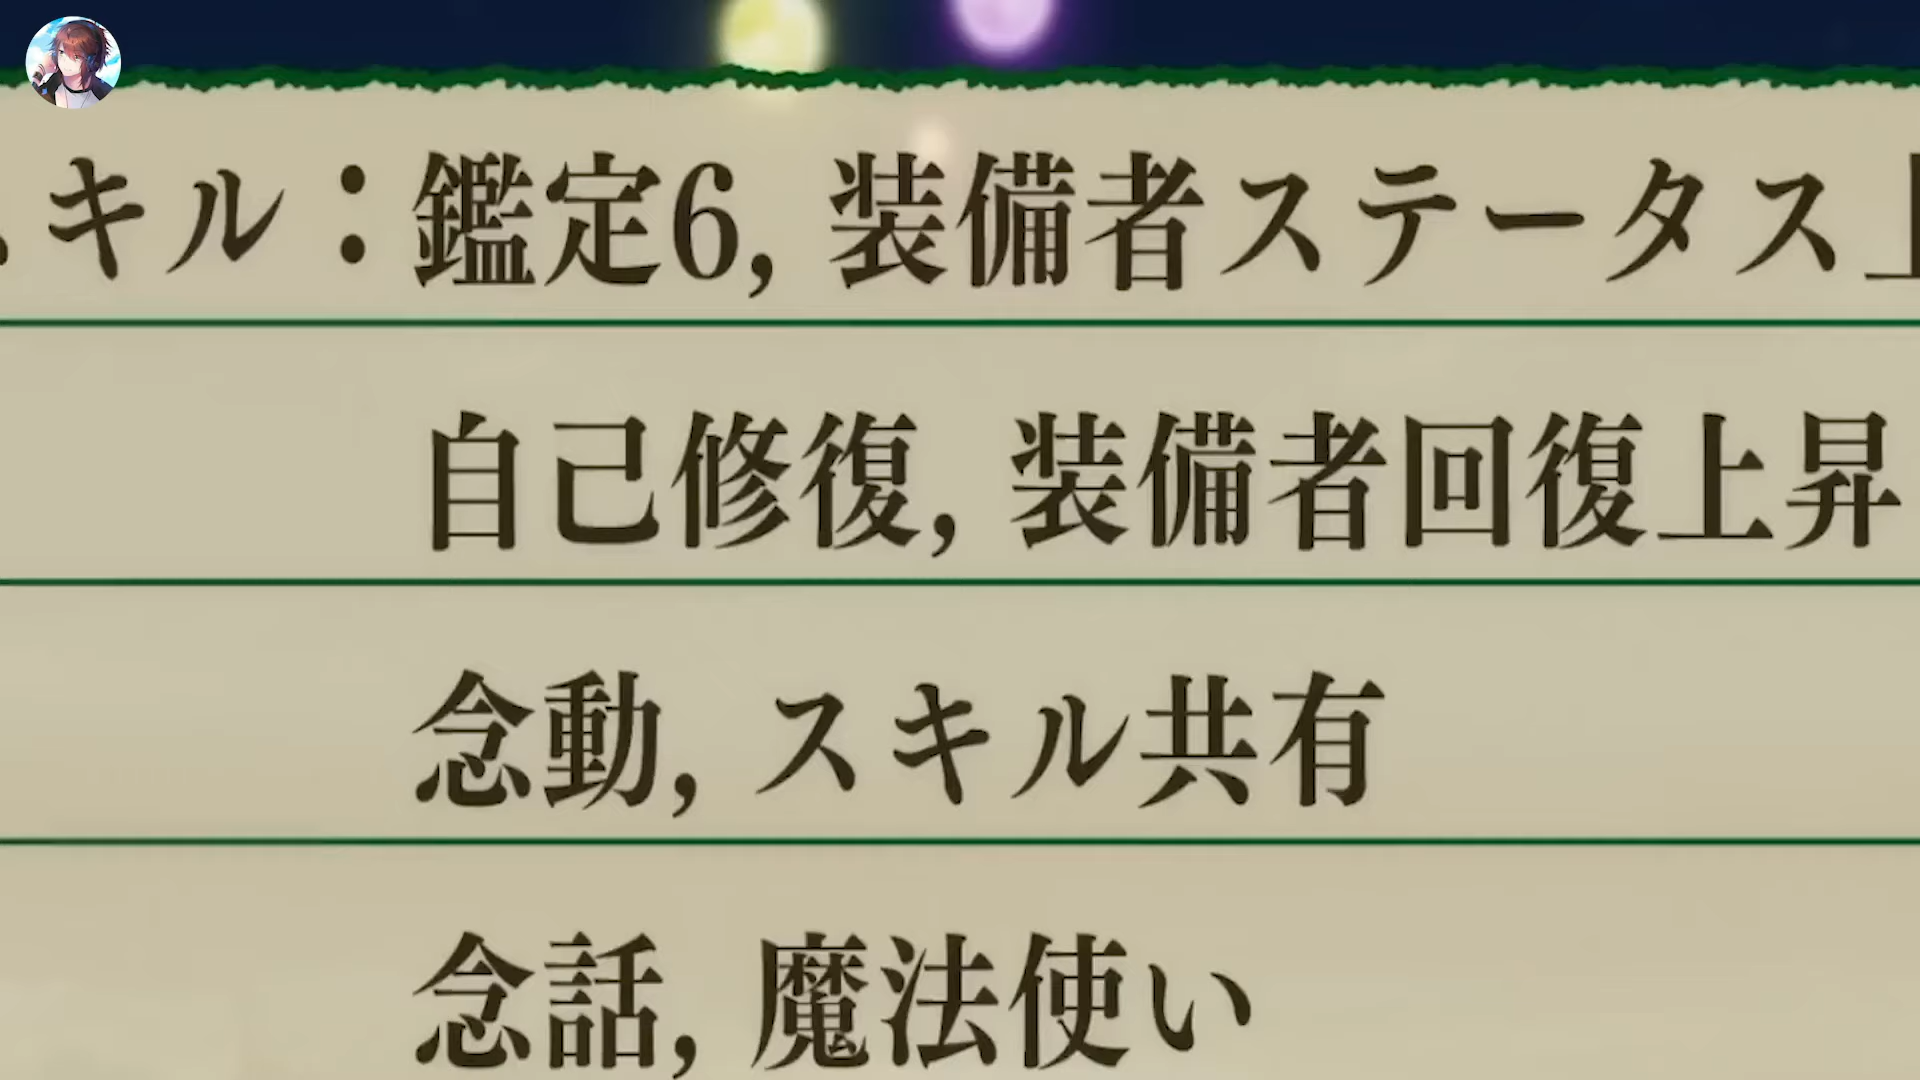 キル：鑑定6, 装備者ステータス上
自己修復, 装備者回復上昇
念動, スキル共有
念話, 魔法使い